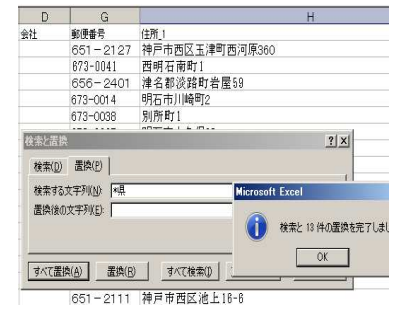 D G H
会社 郵便番号 住所_1
651－2127 神戸市西区玉津町西河原360
673-0041 西明石南町1
656－2401 津名郡淡路町岩屋59
673-0014 明石市川崎町2
673-0038 別所町1
検索と置換
検索(D) 置換(P)
検索する文字列(N): *県
置換後の文字列(E):
Microsoft Excel
検索と 13 件の置換を完了しまし
OK
すべて置換(A) 置換(R) すべて検索(I)
651－2111 神戸市西区池上16-6